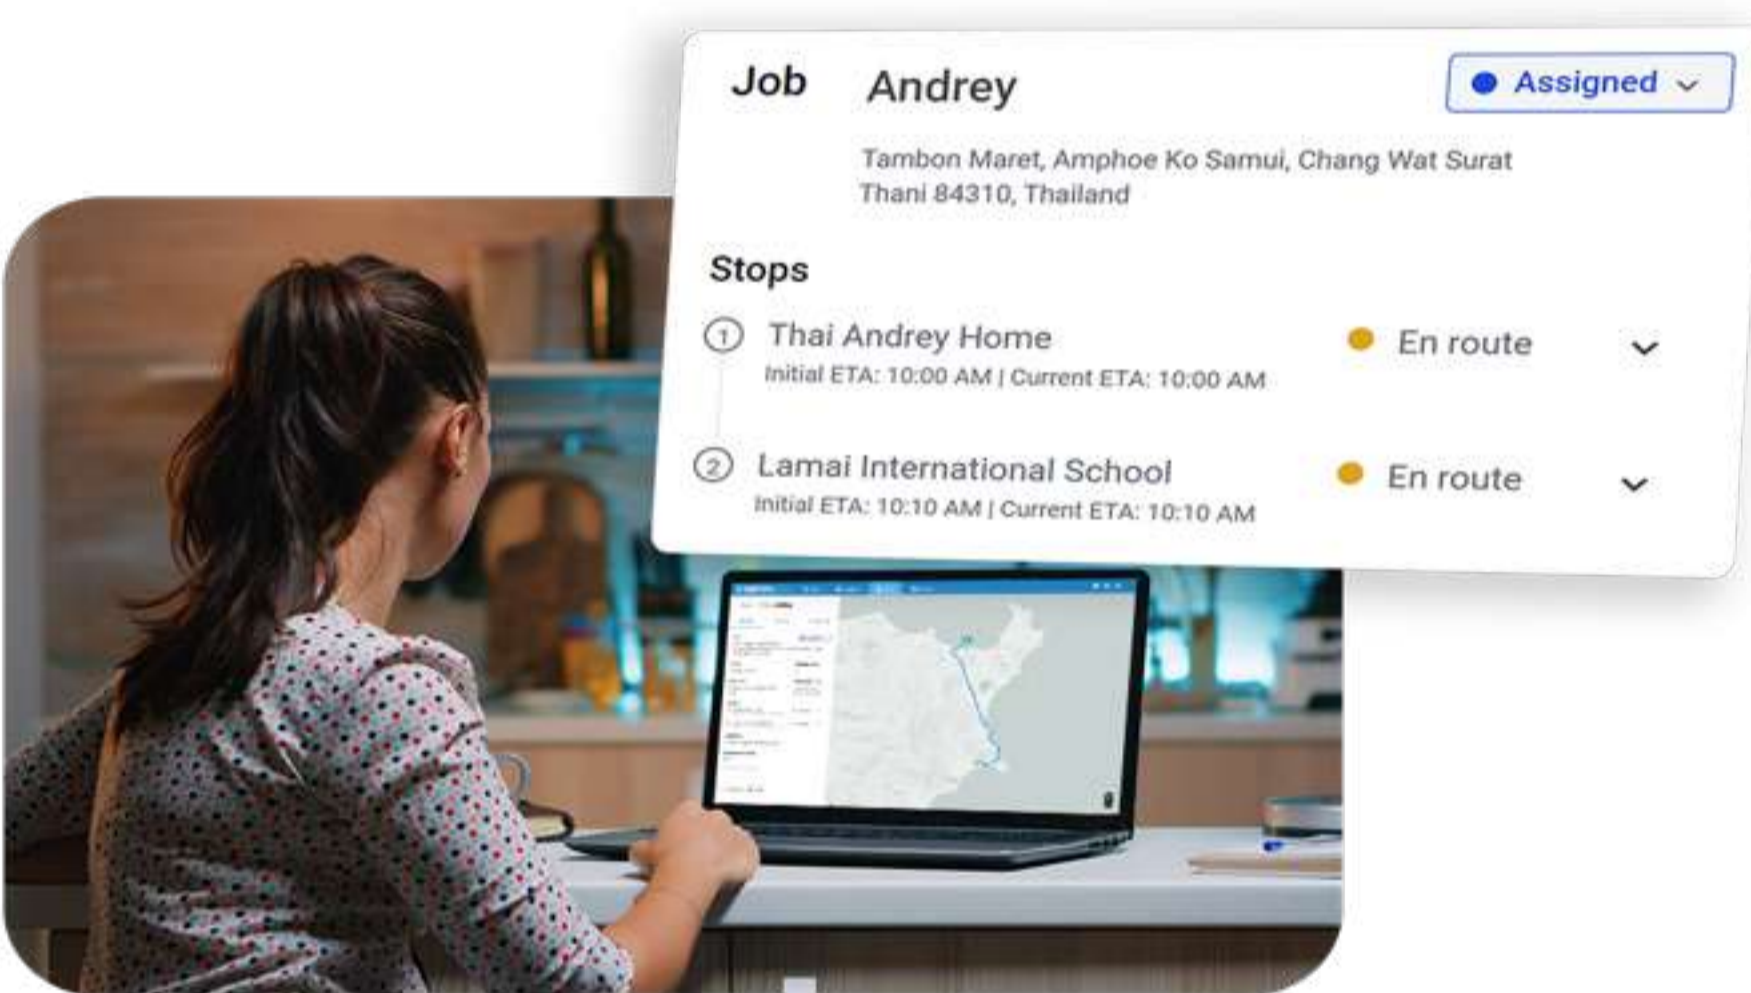 Job
Andrey
Assigned
Tambon Maret, Amphoe Ko Samui, Chang Wat Surat
Thani 84310, Thailand
Stops
1 Thai Andrey Home
En route
Initial ETA: 10:00 AM | Current ETA: 10:00 AM
2 Lamai International School
En route
Initial ETA: 10:10 AM | Current ETA: 10:10 AM